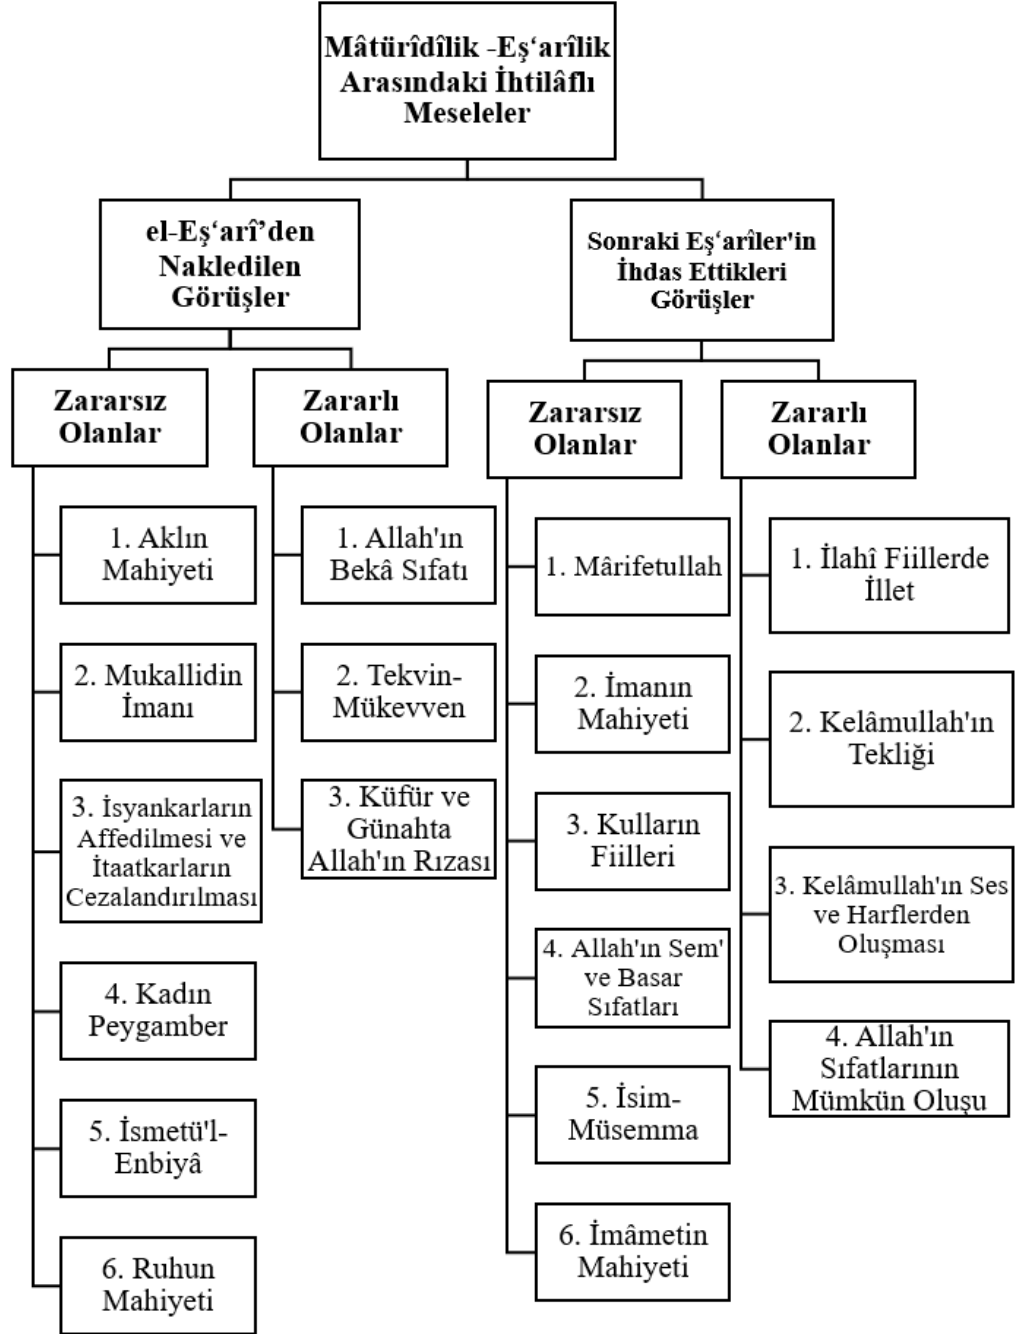 Mâtürîdîlik -Eş‘arîlik
Arasındaki İhtilâflı
Meseleler
el-Eş‘arî’den
Nakledilen
Görüşler
Zararsız
Olanlar
1. Aklın
Mahiyeti
2. Mukallidin
İmanı
3. İsyankarların
Affedilmesi ve
İtaatkarların
Cezalandırılması
4. Kadın
Peygamber
5. İsmetü'l-
Enbiyâ
6. Ruhun
Mahiyeti
Zararlı
Olanlar
1. Allah'ın
Bekâ Sıfatı
2. Tekvin-
Mükevven
3. Küfür ve
Günahta
Allah'ın Rızası
Sonraki Eş‘arîler'in
İhdas Ettikleri
Görüşler
Zararsız
Olanlar
1. Mârifetullah
2. İmanın
Mahiyeti
3. Kulların
Fiilleri
4. Allah'ın Sem'
ve Basar
Sıfatları
5. İsim-
Müsemma
6. İmâmetin
Mahiyeti
Zararlı
Olanlar
1. İlahî Fiillerde
İllet
2. Kelâmullah'ın
Tekliği
3. Kelâmullah'ın Ses
ve Harflerden
Oluşması
4. Allah'ın
Sıfatlarının
Mümkün Oluşu